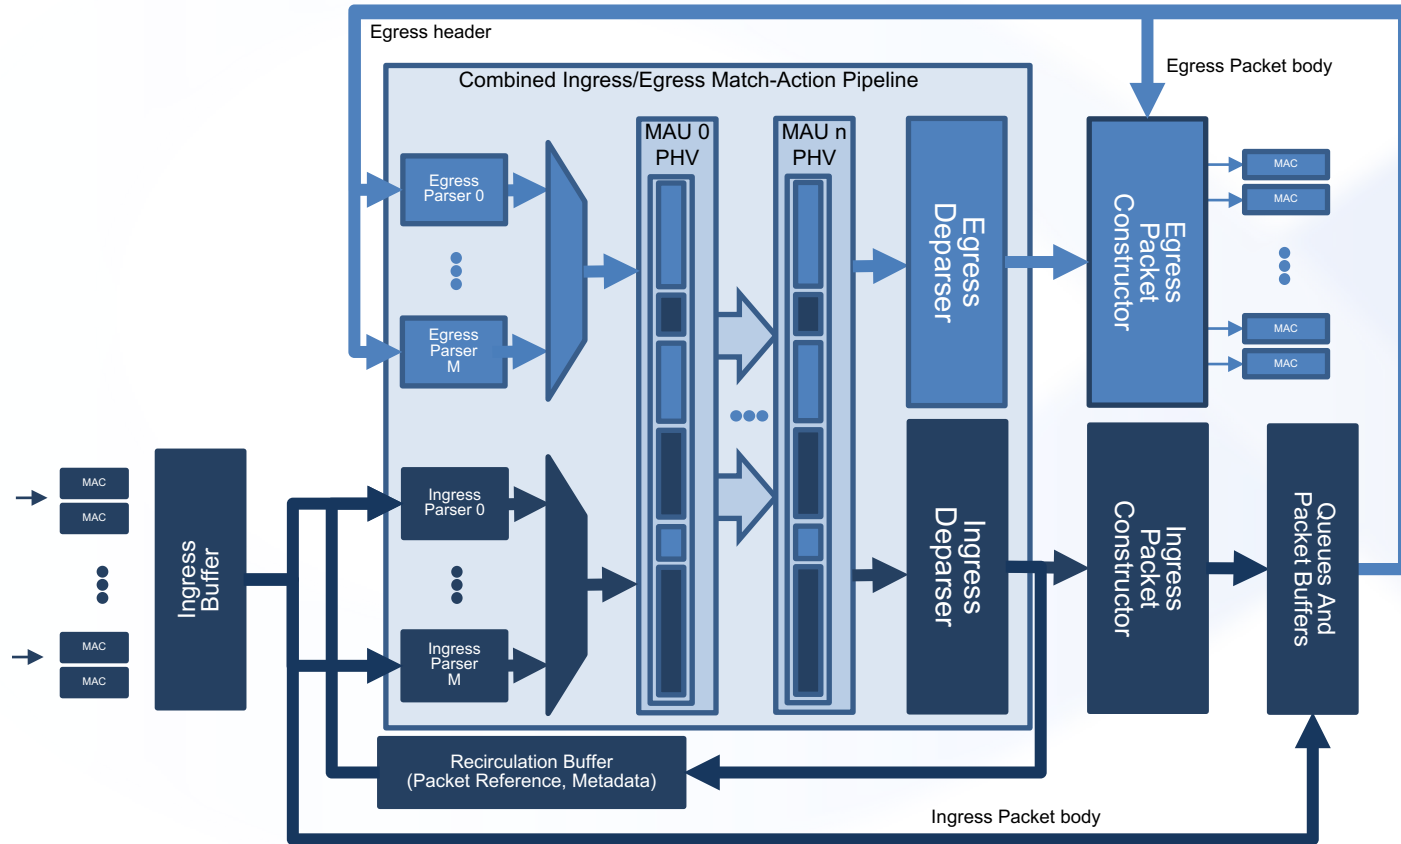 Egress header
Egress Packet body
Combined Ingress/Egress Match-Action Pipeline
MAU 0
PHV
MAU n
PHV
Egress
Parser 0
Egress
Parser
M
Egress
Deparser
Egress
Packet
Constructor
MAC
MAC
MAC
MAC
MAC
MAC
MAC
MAC
Ingress
Buffer
Ingress
Parser 0
Ingress
Parser
M
Ingress
Deparser
Ingress
Packet
Constructor
Queues And
Packet Buffers
Recirculation Buffer
(Packet Reference, Metadata)
Ingress Packet body